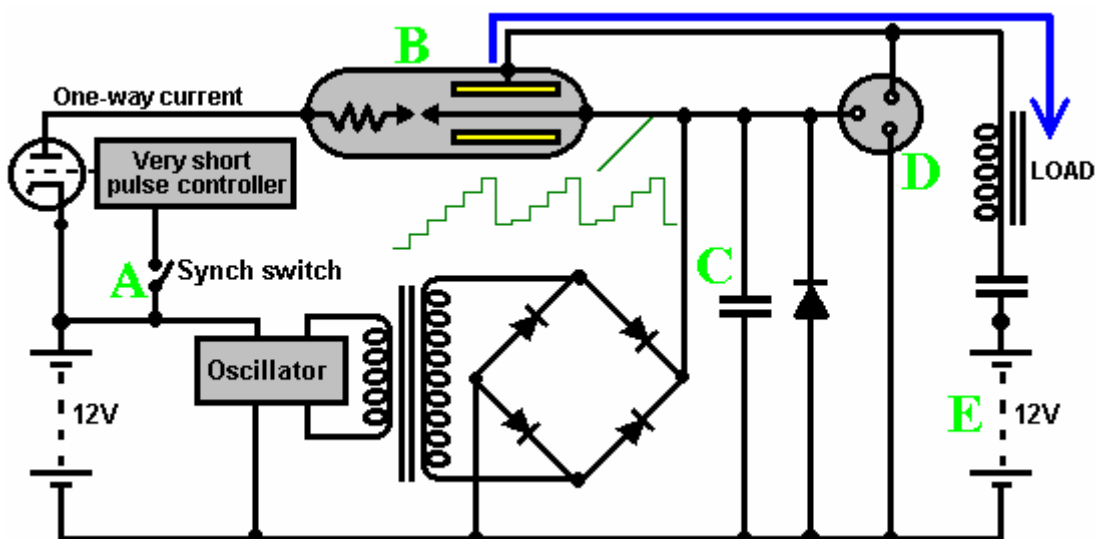 B
One-way current
Very short
pulse controller
D
LOAD
A
Synch switch
C
Oscillator
12V
E
12V